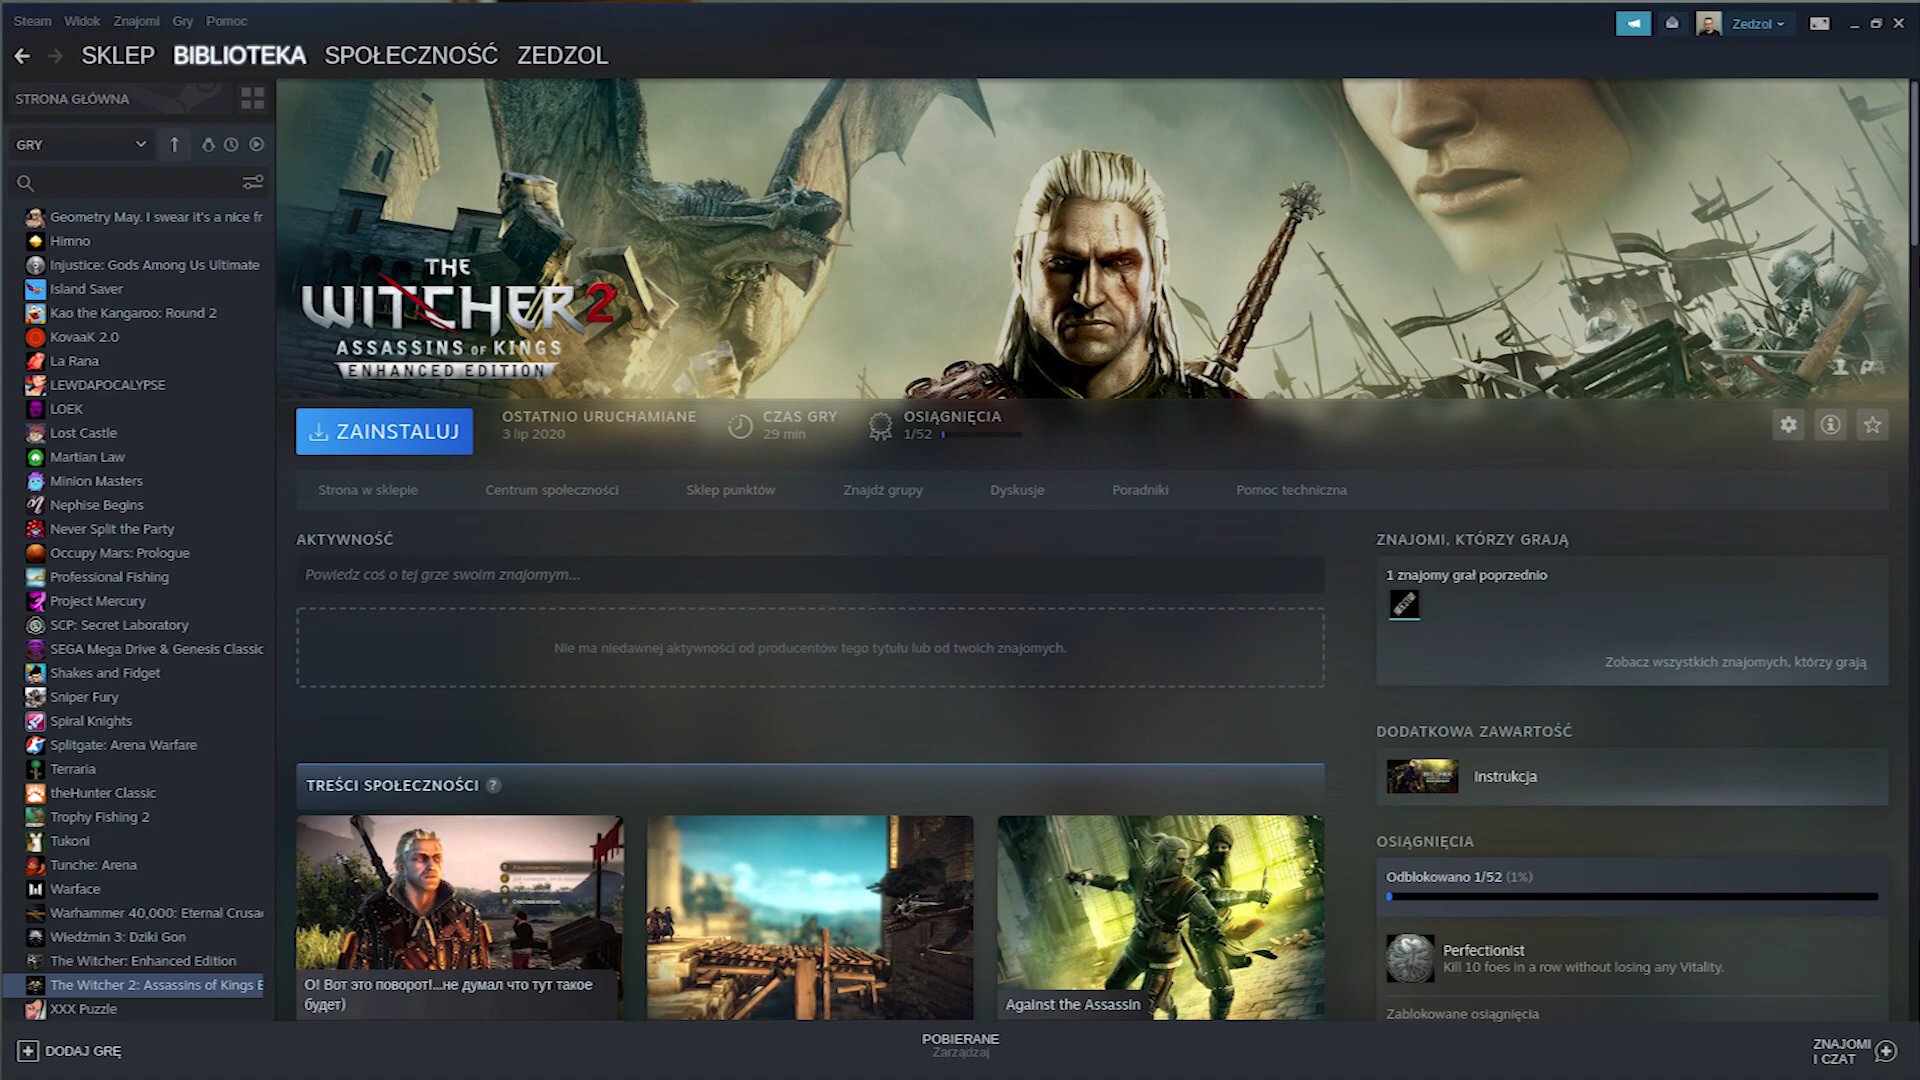 Steam Widok Znajomi Gry Pomoc
Zedzol
SKLEP BIBLIOTEKA SPOŁECZNOŚĆ ZEDZOL
STRONA GŁÓWNA
GRY
Geometry May. I swear it's a nice fr
Himno
Injustice: Gods Among Us Ultimate
Island Saver
Kao the Kangaroo: Round 2
KovaaK 2.0
La Rana
LEWDAPOCALYPSE
LOEK
Lost Castle
Martian Law
Minion Masters
Nephise Begins
Never Split the Party
Occupy Mars: Prologue
Professional Fishing
Project Mercury
SCP: Secret Laboratory
SEGA Mega Drive & Genesis Classic
Shakes and Fidget
Sniper Fury
Spiral Knights
Splitgate: Arena Warfare
Terraria
theHunter Classic
Trophy Fishing 2
Tukoni
Tunche: Arena
Warface
Warhammer 40,000: Eternal Crusad
Wiedźmin 3: Dziki Gon
The Witcher: Enhanced Edition
The Witcher 2: Assassins of Kings E
XXX Puzzle
DODAJ GRĘ
THE
WITCHER 2
ASSASSINS OF KINGS
ENHANCED EDITION
ZAINSTALUJ
OSTATNIO URUCHAMIANE
3 lip 2020
CZAS GRY
29 min
OSIĄGNIĘCIA
1/52
Strona w sklepie Centrum społeczności Sklep punktów Znajdź grupy Dyskusje Poradniki Pomoc techniczna
AKTYWNOŚĆ
Powiedz coś o tej grze swoim znajomym...
Nie ma niedawnej aktywności od producentów tego tytułu lub od twoich znajomych.
TREŚCI SPOŁECZNOŚCI ?
О! Вот это поворот!...не думал что тут такое
будет)
Against the Assassin
ZNAJOMI, KTÓRZY GRAJĄ
1 znajomy grał poprzednio
Zobacz wszystkich znajomych, którzy grają
DODATKOWA ZAWARTOŚĆ
Instrukcja
OSIĄGNIĘCIA
Odblokowano 1/52 (1%)
Perfectionist
Kill 10 foes in a row without losing any Vitality.
Zablokowane osiągnięcia
POBIERANE
Zarządzaj
ZNAJOMI
I CZAT